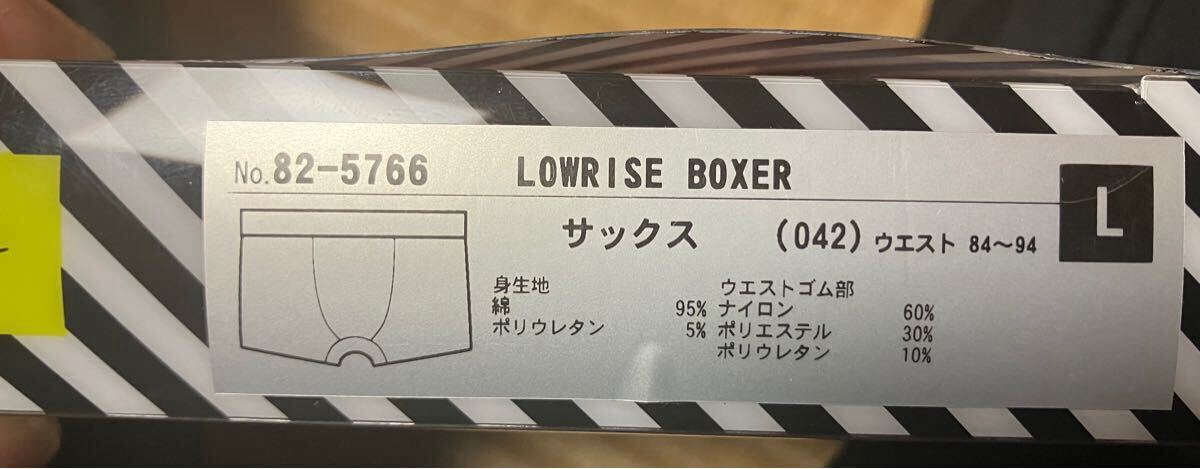 No.82-5766 LOWRISE BOXER
L
サックス (042) ウエスト 84～94
身生地
綿 95%
ポリウレタン 5%
ウエストゴム部
ナイロン 60%
ポリエステル 30%
ポリウレタン 10%